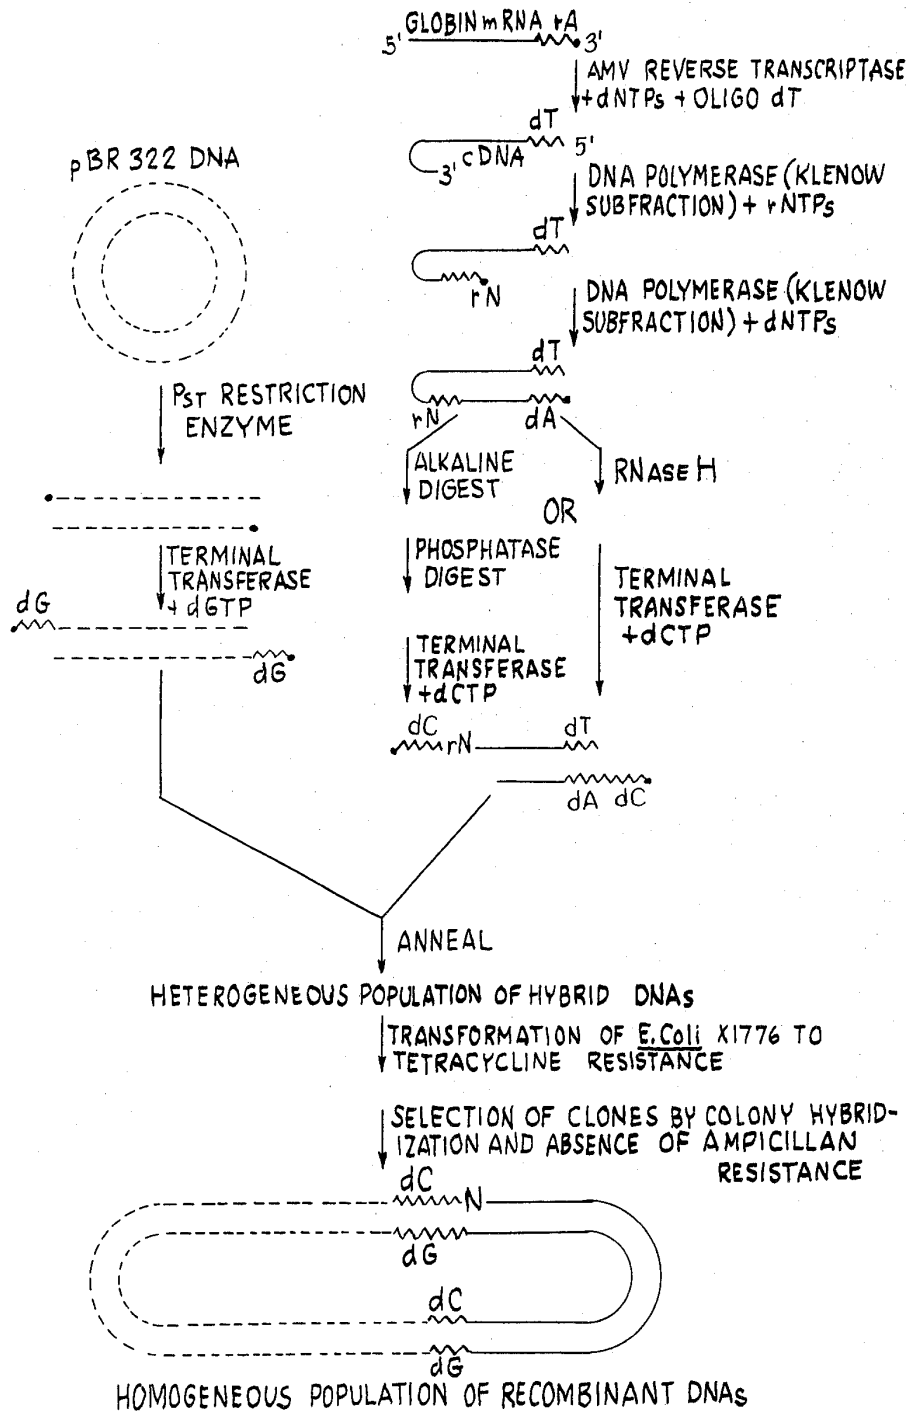 GLOBIN mRNA rA
5' 3'
AMV REVERSE TRANSCRIPTASE
+dNTPs + OLIGO dT
dT
5'
3' cDNA
DNA POLYMERASE (KLENOW
SUBFRACTION) + rNTPs
dT
rN
DNA POLYMERASE (KLENOW
SUBFRACTION) + dNTPs
dT
rN dA
pBR 322 DNA
PST RESTRICTION
ENZYME
TERMINAL
TRANSFERASE
+ dGTP
dG
dG
ALKALINE
DIGEST
OR
RNASE H
PHOSPHATASE
DIGEST
TERMINAL
TRANSFERASE
+dCTP
TERMINAL
TRANSFERASE
+dCTP
dC rN dT
dA dC
ANNEAL
HETEROGENEOUS POPULATION OF HYBRID DNAs
TRANSFORMATION OF E.Coli X1776 TO
TETRACYCLINE RESISTANCE
SELECTION OF CLONES BY COLONY HYBRID-
IZATION AND ABSENCE OF AMPICILLAN
RESISTANCE
dC N
dG
dC
dG
HOMOGENEOUS POPULATION OF RECOMBINANT DNAs